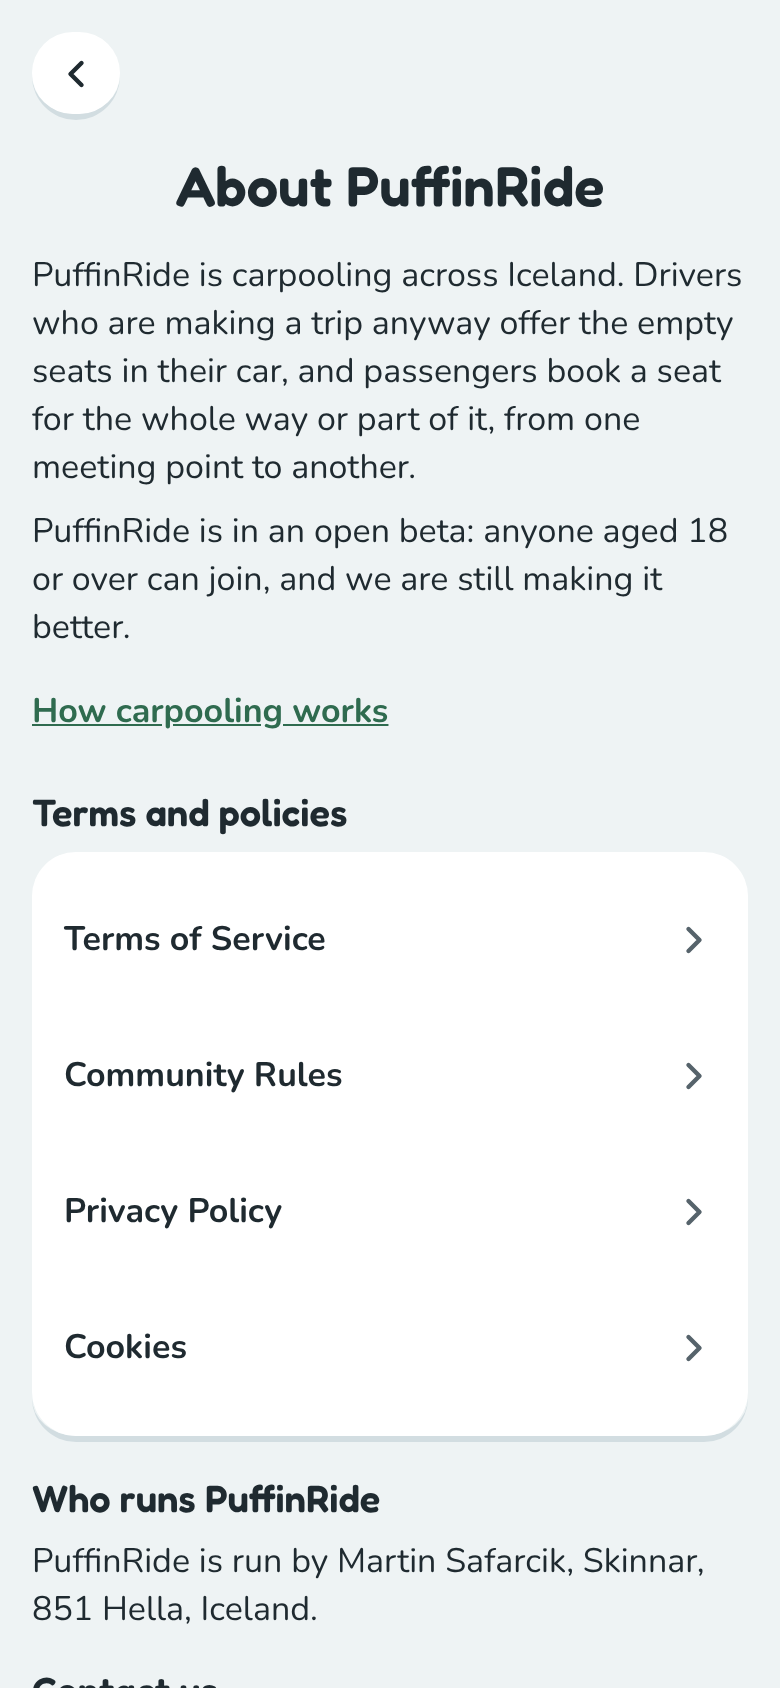 About PuffinRide
PuffinRide is carpooling across Iceland. Drivers
who are making a trip anyway offer the empty
seats in their car, and passengers book a seat
for the whole way or part of it, from one
meeting point to another.
PuffinRide is in an open beta: anyone aged 18
or over can join, and we are still making it
better.
How carpooling works
Terms and policies
Terms of Service
Community Rules
Privacy Policy
Cookies
Who runs PuffinRide
PuffinRide is run by Martin Safarcik, Skinnar,
851 Hella, Iceland.
Contact us